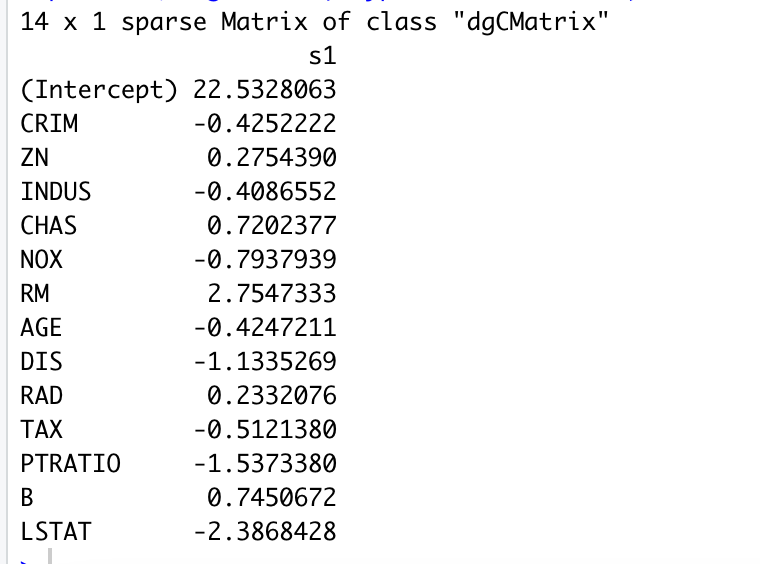 14 x 1 sparse Matrix of class "dgCMatrix"
s1
(Intercept) 22.5328063
CRIM -0.4252222
ZN 0.2754390
INDUS -0.4086552
CHAS 0.7202377
NOX -0.7937939
RM 2.7547333
AGE -0.4247211
DIS -1.1335269
RAD 0.2332076
TAX -0.5121380
PTRATIO -1.5373380
B 0.7450672
LSTAT -2.3868428